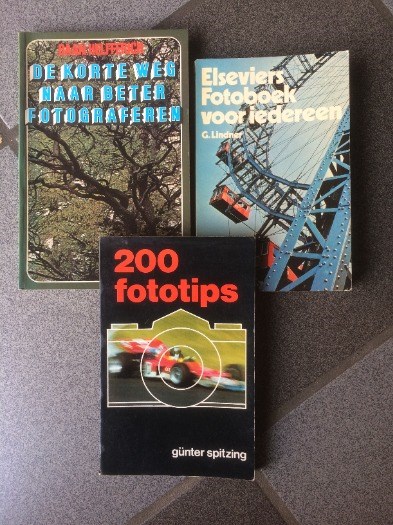 DE KORTE WEG
NAAR BETER
FOTOGRAFEREN
Elseviers
Fotoboek
voor iedereen
G. Lindner
200
fototips
günter spitzing